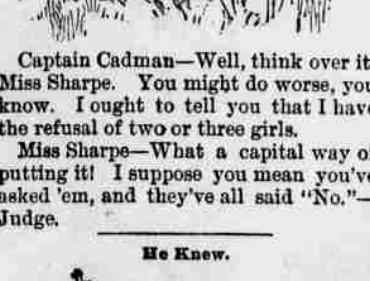 Captain Cadman—Well, think over it
Miss Sharpe. You might do worse, you
know. I ought to tell you that I have
the refusal of two or three girls.
Miss Sharpe—What a capital way of
putting it! I suppose you mean you've
asked 'em, and they've all said "No."—
Judge.
He Knew.